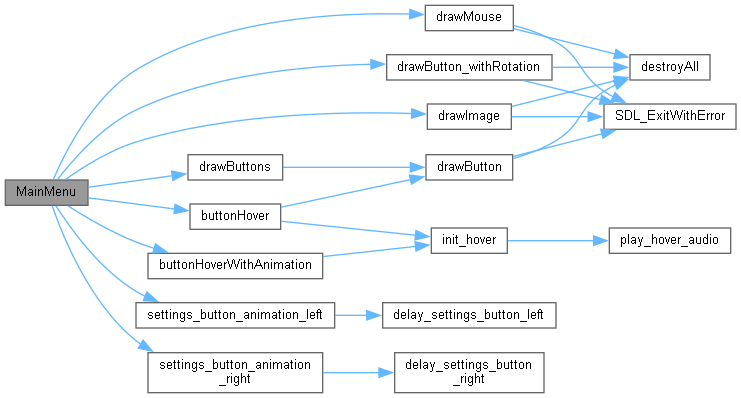 drawMouse
drawButton_withRotation
destroyAll
drawImage
SDL_ExitWithError
drawButtons
drawButton
MainMenu
buttonHover
init_hover
play_hover_audio
buttonHoverWithAnimation
settings_button_animation_left
delay_settings_button_left
settings_button_animation
_right
delay_settings_button
_right